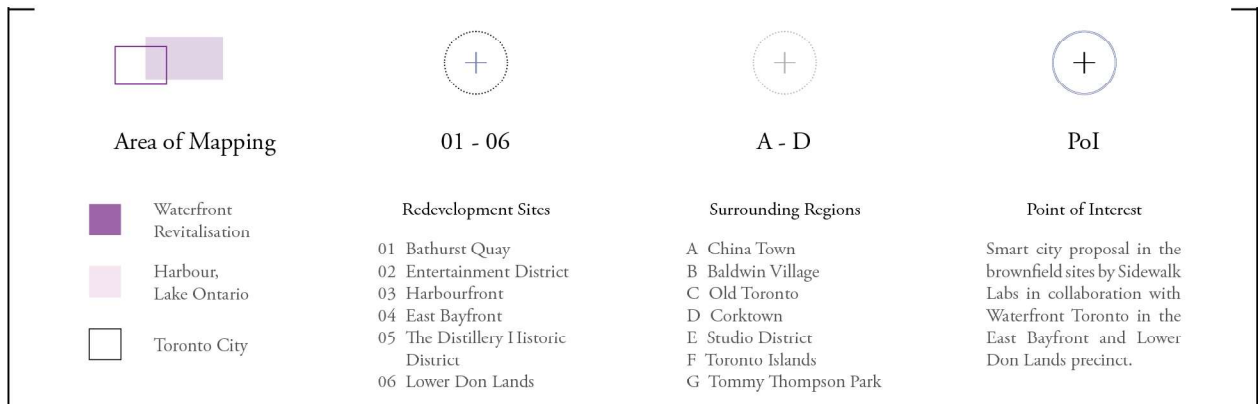 Area of Mapping
Waterfront
Revitalisation
Harbour,
Lake Ontario
Toronto City
01 - 06
Redevelopment Sites
01 Bathurst Quay
02 Entertainment District
03 Harbourfront
04 East Bayfront
05 The Distillery Historic
District
06 Lower Don Lands
A - D
Surrounding Regions
A China Town
B Baldwin Village
C Old Toronto
D Corktown
E Studio District
F Toronto Islands
G Tommy Thompson Park
PoI
Point of Interest
Smart city proposal in the
brownfield sites by Sidewalk
Labs in collaboration with
Waterfront Toronto in the
East Bayfront and Lower
Don Lands precinct.